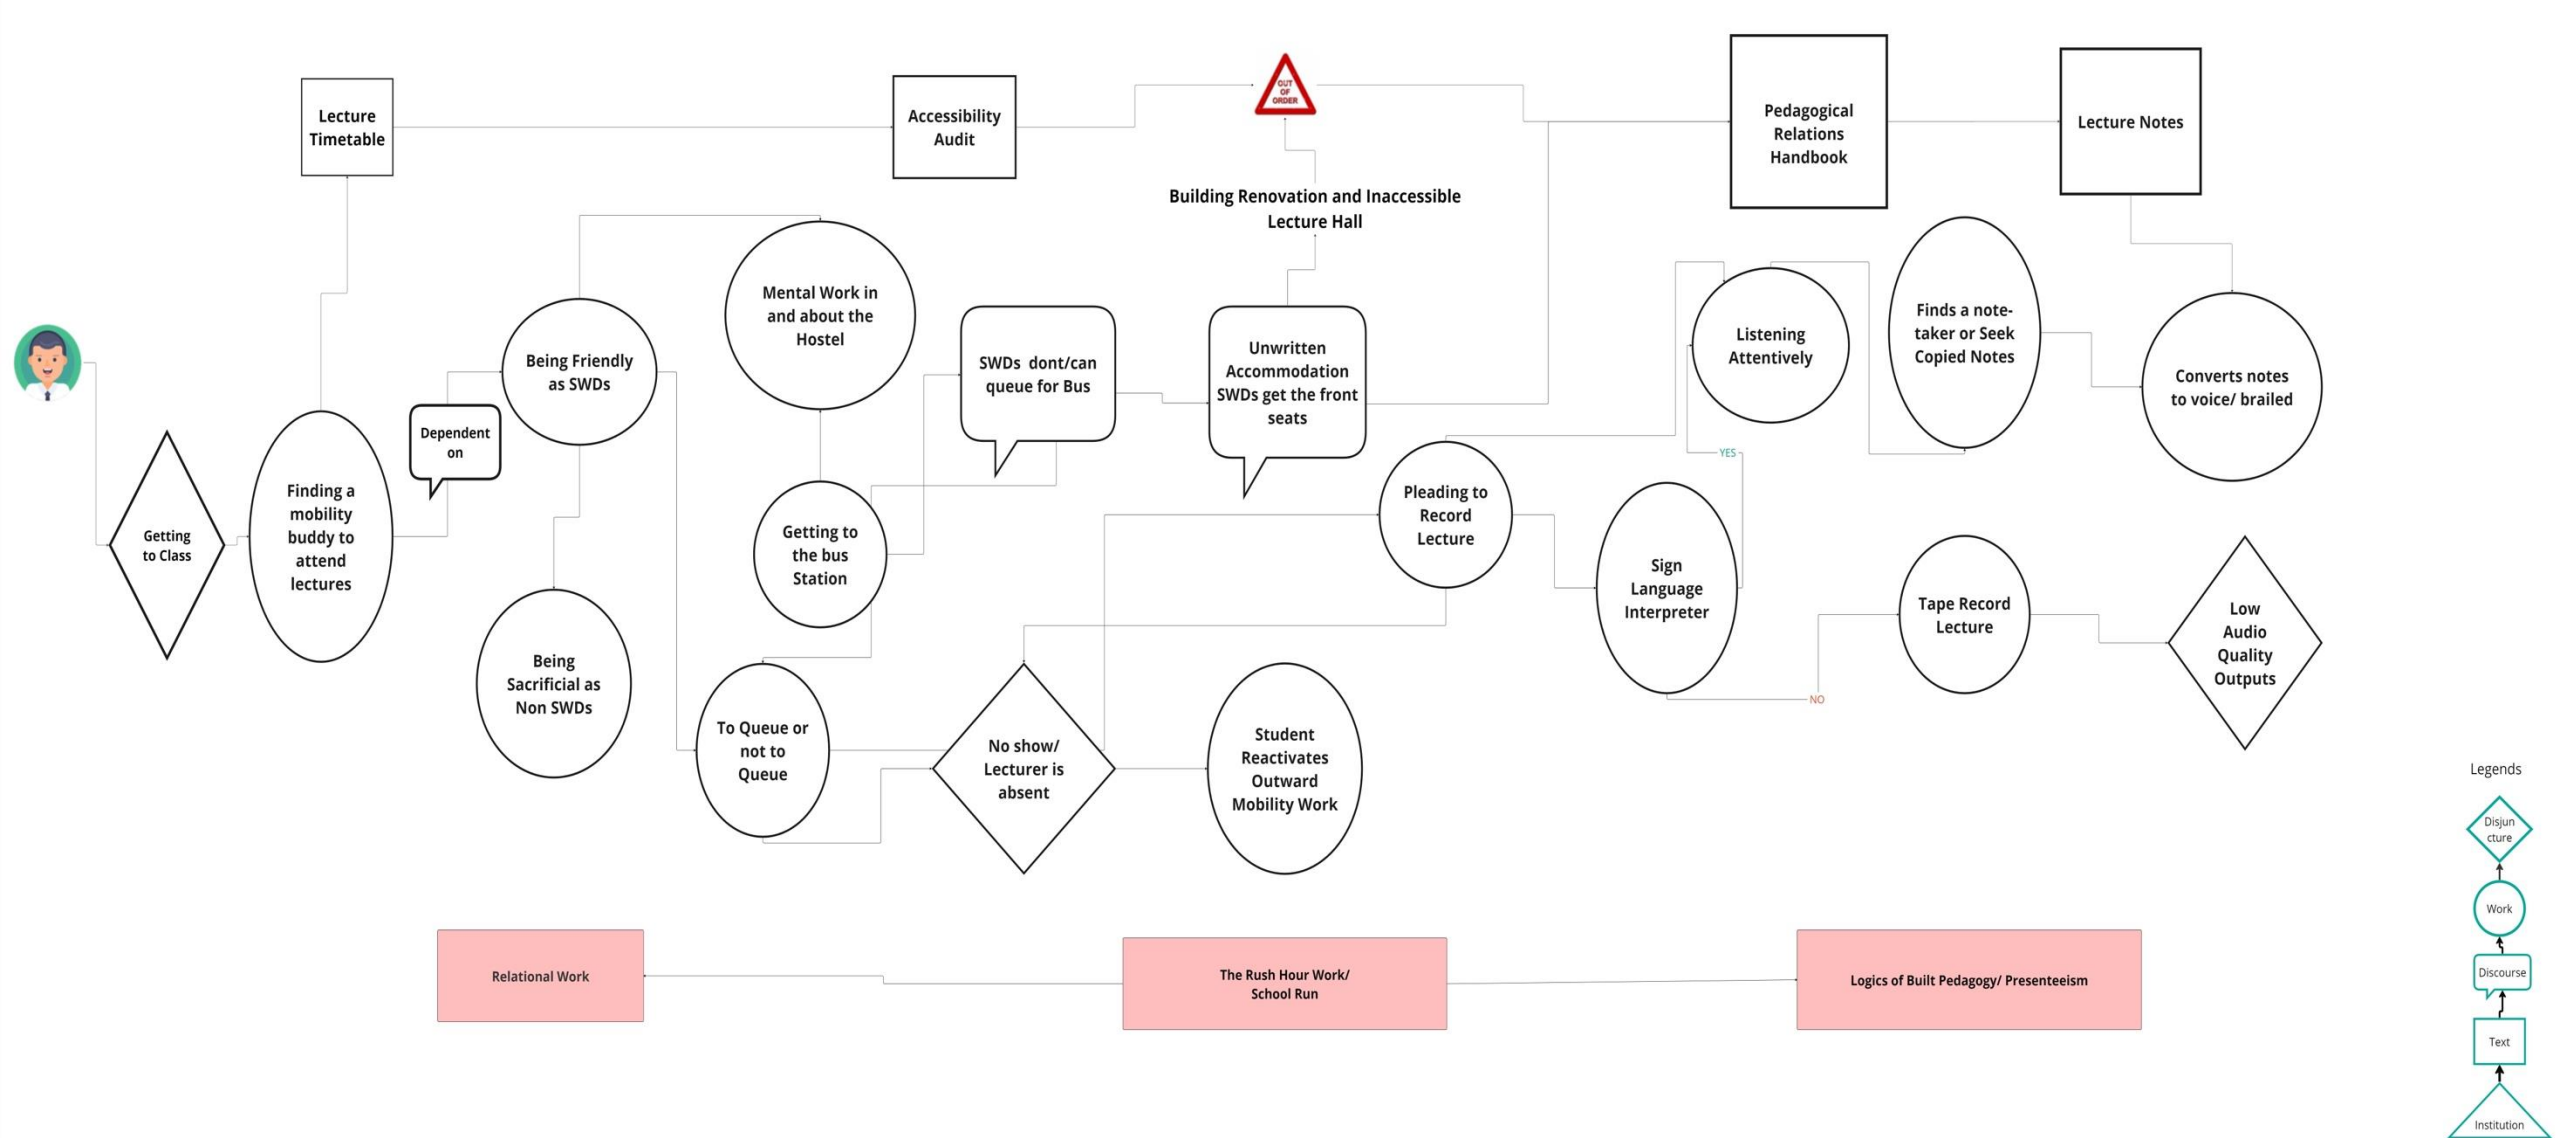 Lecture
Timetable
Accessibility
Audit
OUT
OF
ORDER
Pedagogical
Relations
Handbook
Lecture Notes
Building Renovation and Inaccessible
Lecture Hall
Mental Work in
and about the
Hostel
Being Friendly
as SWDs
SWDs dont/can
queue for Bus
Unwritten
Accommodation
SWDs get the front
seats
Listening
Attentively
Finds a note-
taker or Seek
Copied Notes
Converts notes
to voice/ brailed
Dependent
on
YES
Getting
to Class
Finding a
mobility
buddy to
attend
lectures
Getting to
the bus
Station
Pleading to
Record
Lecture
Sign
Language
Interpreter
Tape Record
Lecture
Low
Audio
Quality
Outputs
NO
Being
Sacrificial as
Non SWDs
To Queue or
not to
Queue
No show/
Lecturer is
absent
Student
Reactivates
Outward
Mobility Work
Legends
Disjun
cture
Work
Discourse
Text
Institution
Relational Work
The Rush Hour Work/
School Run
Logics of Built Pedagogy/ Presenteeism